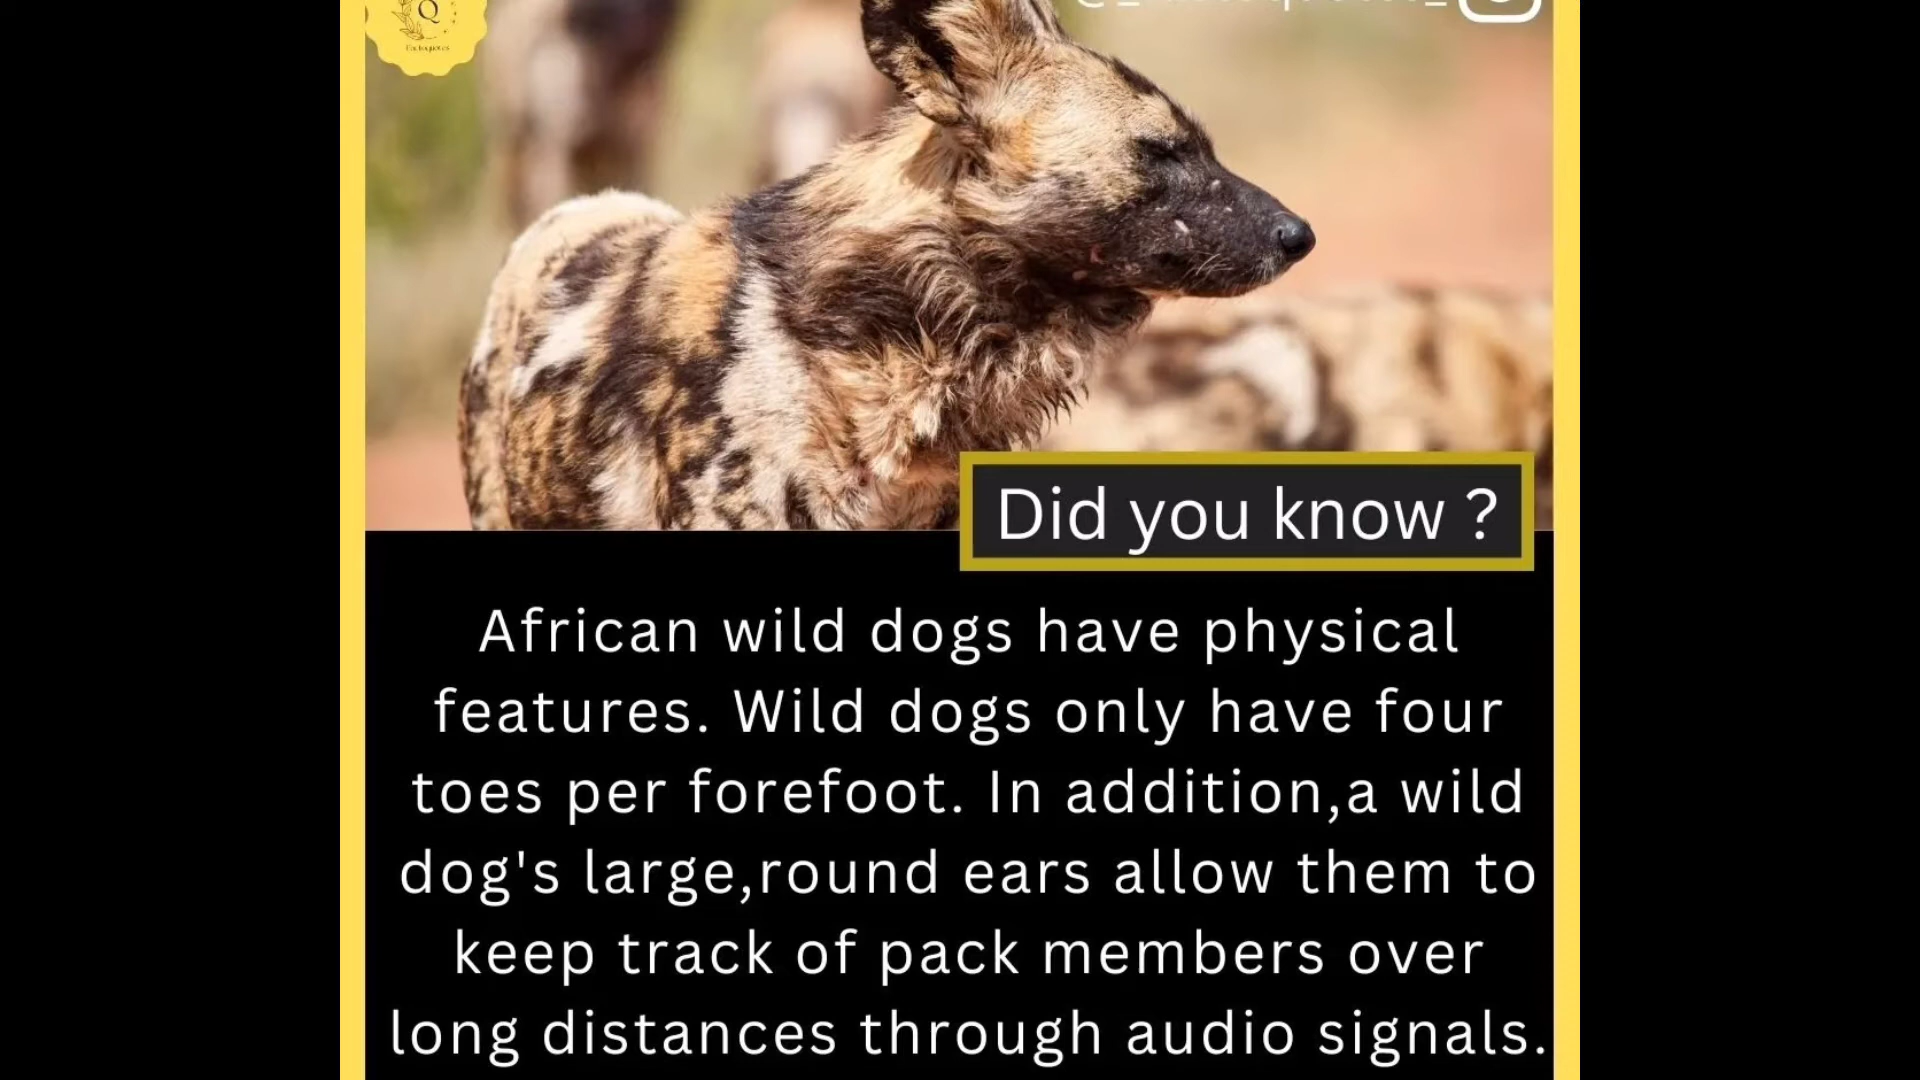 Q
Did you know ?
African wild dogs have physical
features. Wild dogs only have four
toes per forefoot. In addition,a wild
dog's large,round ears allow them to
keep track of pack members over
long distances through audio signals.